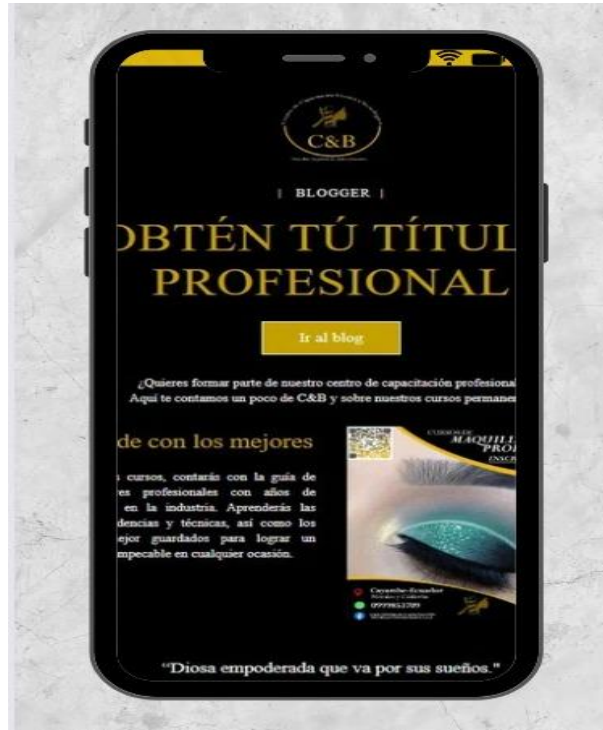 C&B
| BLOGGER |
OBTÉN TÚ TÍTUL
PROFESIONAL
Ir al blog
¿Quieres formar parte de nuestro centro de capacitación profesional
Aquí te contamos un poco de C&B y sobre nuestros cursos permanen
de con los mejores
s cursos, contarás con la guía de
es profesionales con años de
en la industria. Aprenderás las
dencias y técnicas, así como los
ejor guardados para lograr un
mpecable en cualquier ocasión.
CURSOS DE
MAQUILL
PRO
INSCR
Cayambe-Ecuador
0999853709
"Diosa empoderada que va por sus sueños."